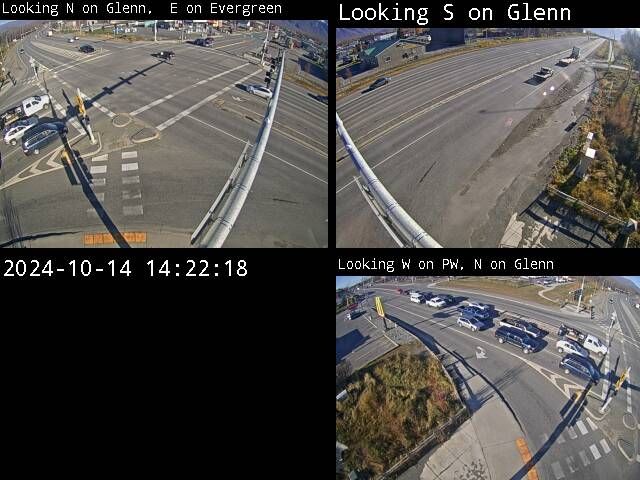 Looking N on Glenn,  E on Evergreen
Looking S on Glenn
2024-10-14 14:22:18
Looking W on PW, N on Glenn